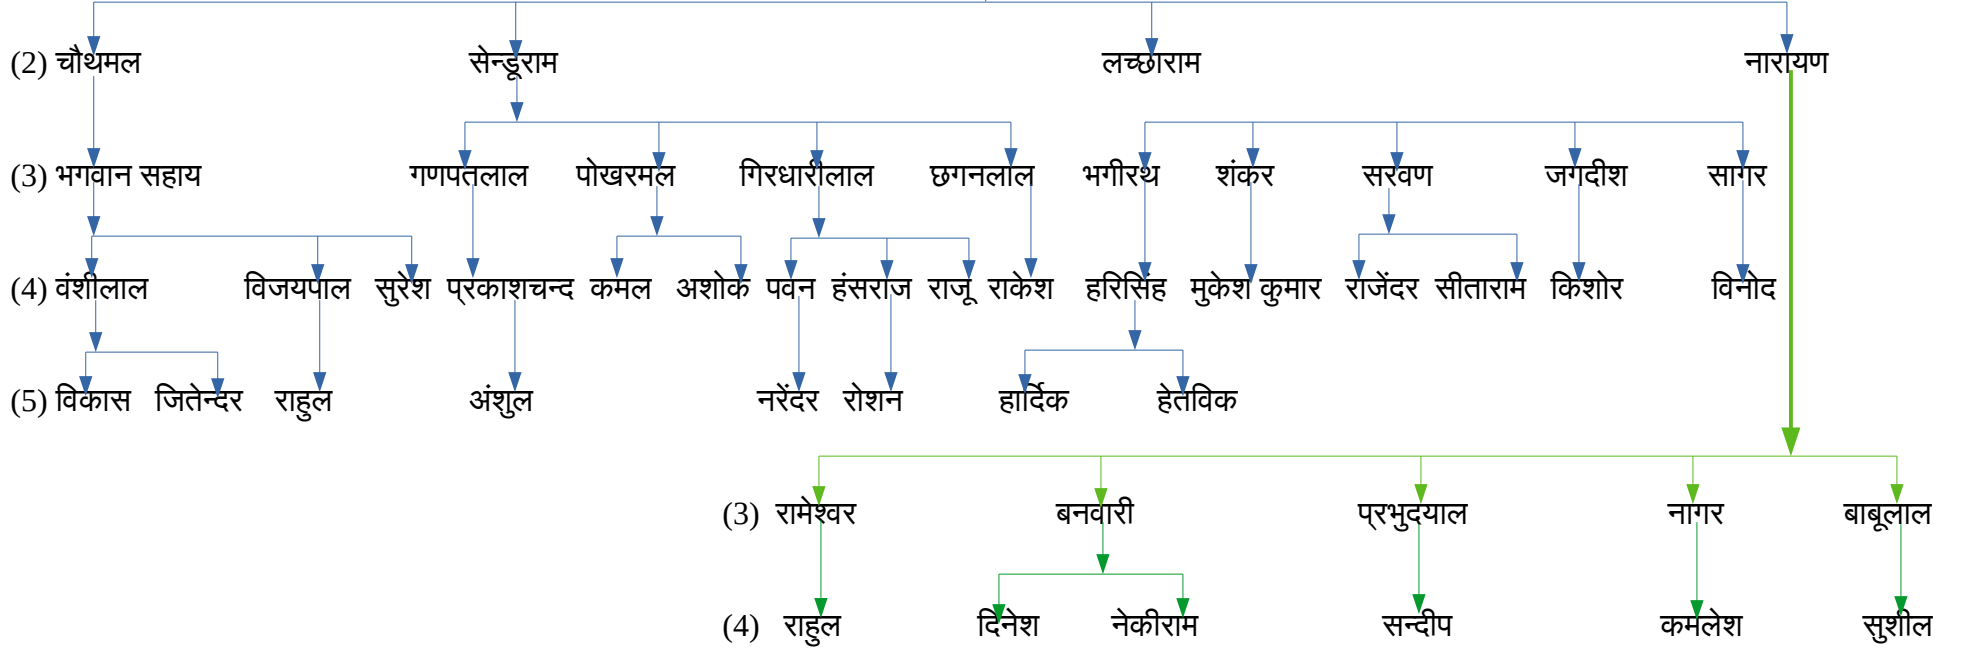 (2) चौथमल सेन्डूराम लच्छाराम नारायण
(3) भगवान सहाय गणपतलाल पोखरमल गिरधारीलाल छगनलाल भगीरथ शंकर सरवण जगदीश सागर
(4) वंशीलाल विजयपाल सुरेश प्रकाशचन्द कमल अशोक पवन हंसराज राजू राकेश हरिसिंह मुकेश कुमार राजेंदर सीताराम किशोर विनोद
(5) विकास जितेन्दर राहुल अंशुल नरेंदर रोशन हार्दिक हेतविक
(3) रामेश्वर बनवारी प्रभुदयाल नागर बाबूलाल
(4) राहुल दिनेश नेकीराम सन्दीप कमलेश सुशील